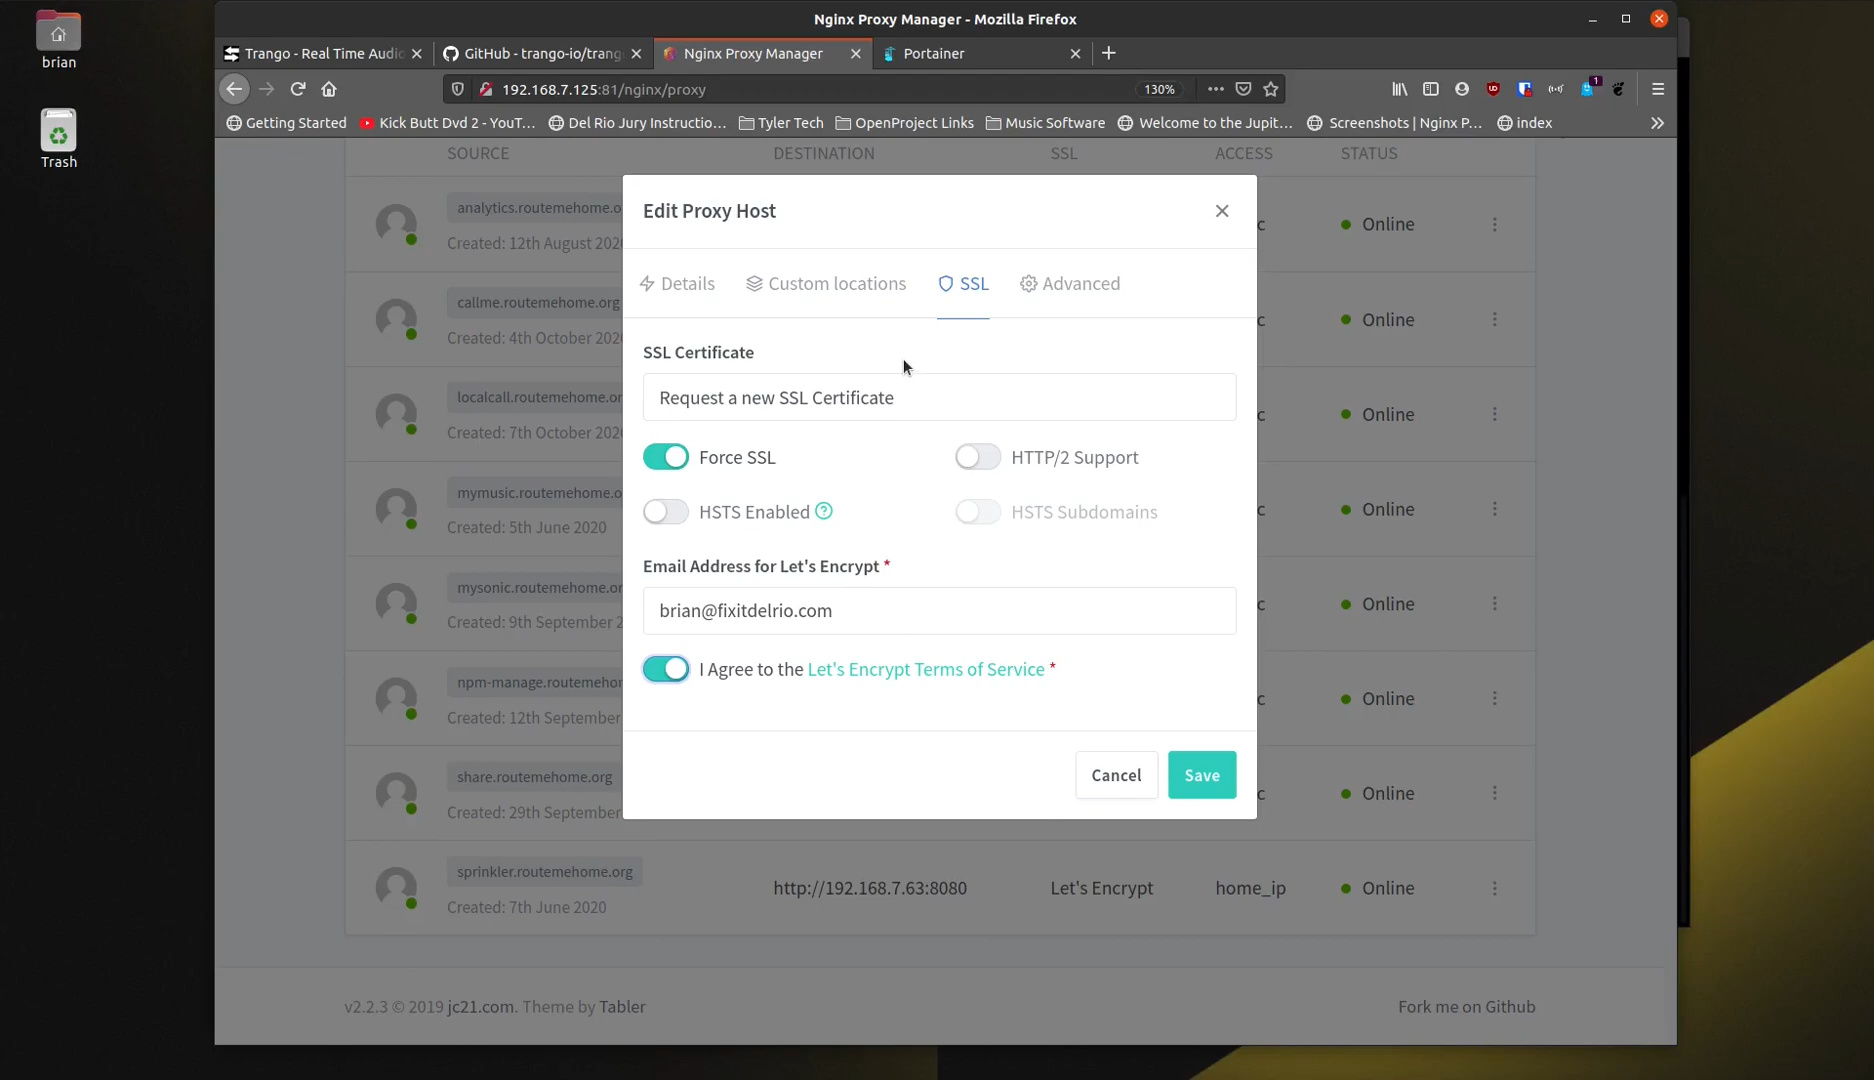 brian
Trash
Nginx Proxy Manager - Mozilla Firefox
Trango - Real Time Audio
GitHub - trango-io/trang
Nginx Proxy Manager
Portainer
192.168.7.125:81/nginx/proxy
130%
1
Getting Started
Kick Butt Dvd 2 - YouT...
Del Rio Jury Instructio...
Tyler Tech
OpenProject Links
Music Software
Welcome to the Jupit...
Screenshots | Nginx P...
index
SOURCE DESTINATION SSL ACCESS STATUS
analytics.routemehome.o
Created: 12th August 2020
c Online
callme.routemehome.org
Created: 4th October 2020
c Online
localcall.routemehome.or
Created: 7th October 2020
c Online
mymusic.routemehome.o
Created: 5th June 2020
c Online
mysonic.routemehome.or
Created: 9th September 2
c Online
npm-manage.routemehor
Created: 12th September
c Online
share.routemehome.org
Created: 29th September
c Online
sprinkler.routemehome.org
Created: 7th June 2020
http://192.168.7.63:8080 Let's Encrypt home_ip Online
Edit Proxy Host
Details Custom locations SSL Advanced
SSL Certificate
Request a new SSL Certificate
Force SSL HTTP/2 Support
HSTS Enabled ? HSTS Subdomains
Email Address for Let's Encrypt *
brian@fixitdelrio.com
I Agree to the Let's Encrypt Terms of Service *
Cancel Save
v2.2.3 © 2019 jc21.com. Theme by Tabler
Fork me on Github